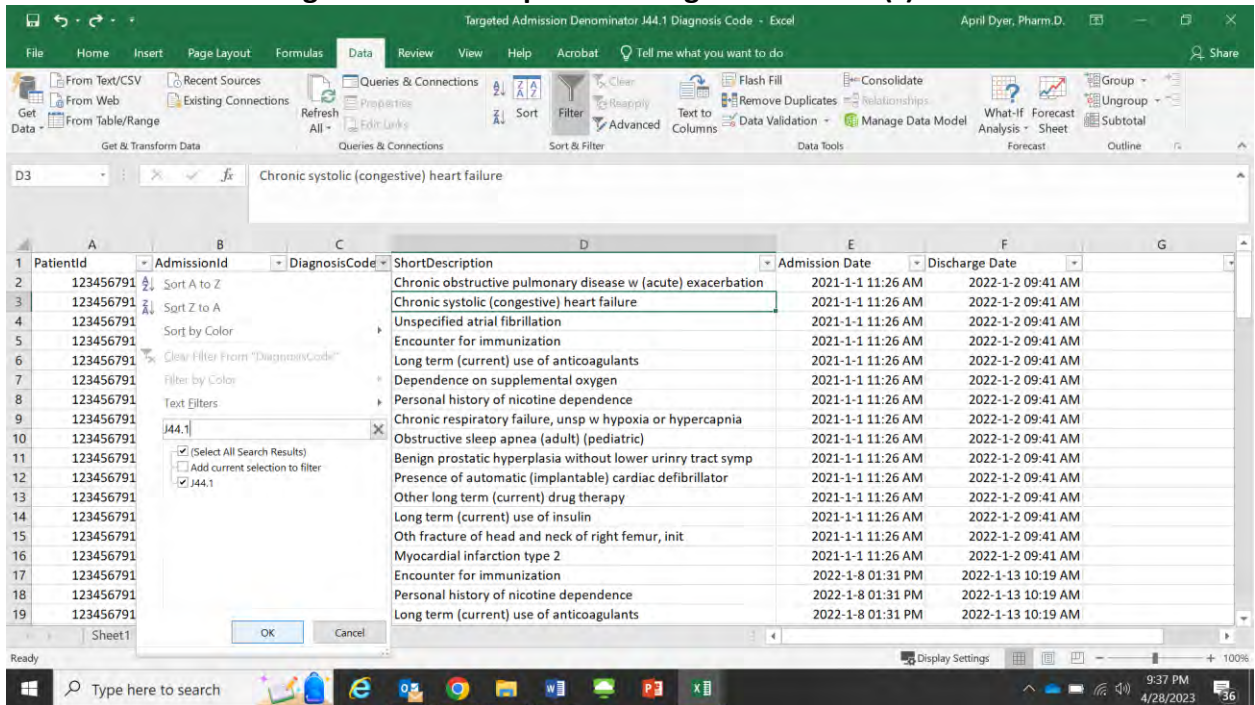 Targeted Admission Denominator J44.1 Diagnosis Code - Excel April Dyer, Pharm.D.
File Home Insert Page Layout Formulas Data Review View Help Acrobat Tell me what you want to do Share
From Text/CSV Recent Sources Queries & Connections Clear Flash Fill Consolidate Group
From Web Existing Connections Properties Reapply Remove Duplicates Relationships Ungroup
From Table/Range Edit Links Advanced Data Validation Manage Data Model Subtotal
Get Data Refresh All Sort Filter Text to Columns What-If Analysis Forecast Sheet
Get & Transform Data Queries & Connections Sort & Filter Data Tools Forecast Outline
D3 fx Chronic systolic (congestive) heart failure
A B C D E F G
1 PatientId AdmissionId DiagnosisCode ShortDescription Admission Date Discharge Date
2 123456791 Chronic obstructive pulmonary disease w (acute) exacerbation 2021-1-1 11:26 AM 2022-1-2 09:41 AM
3 123456791 Chronic systolic (congestive) heart failure 2021-1-1 11:26 AM 2022-1-2 09:41 AM
4 123456791 Unspecified atrial fibrillation 2021-1-1 11:26 AM 2022-1-2 09:41 AM
5 123456791 Encounter for immunization 2021-1-1 11:26 AM 2022-1-2 09:41 AM
6 123456791 Long term (current) use of anticoagulants 2021-1-1 11:26 AM 2022-1-2 09:41 AM
7 123456791 Dependence on supplemental oxygen 2021-1-1 11:26 AM 2022-1-2 09:41 AM
8 123456791 Personal history of nicotine dependence 2021-1-1 11:26 AM 2022-1-2 09:41 AM
9 123456791 Chronic respiratory failure, unsp w hypoxia or hypercapnia 2021-1-1 11:26 AM 2022-1-2 09:41 AM
10 123456791 Obstructive sleep apnea (adult) (pediatric) 2021-1-1 11:26 AM 2022-1-2 09:41 AM
11 123456791 Benign prostatic hyperplasia without lower urinry tract symp 2021-1-1 11:26 AM 2022-1-2 09:41 AM
12 123456791 Presence of automatic (implantable) cardiac defibrillator 2021-1-1 11:26 AM 2022-1-2 09:41 AM
13 123456791 Other long term (current) drug therapy 2021-1-1 11:26 AM 2022-1-2 09:41 AM
14 123456791 Long term (current) use of insulin 2021-1-1 11:26 AM 2022-1-2 09:41 AM
15 123456791 Oth fracture of head and neck of right femur, init 2021-1-1 11:26 AM 2022-1-2 09:41 AM
16 123456791 Myocardial infarction type 2 2021-1-1 11:26 AM 2022-1-2 09:41 AM
17 123456791 Encounter for immunization 2022-1-8 01:31 PM 2022-1-13 10:19 AM
18 123456791 Personal history of nicotine dependence 2022-1-8 01:31 PM 2022-1-13 10:19 AM
19 123456791 Long term (current) use of anticoagulants 2022-1-8 01:31 PM 2022-1-13 10:19 AM
Sort A to Z
Sort Z to A
Sort by Color
Clear Filter From "DiagnosisCode"
Filter by Color
Text Filters
J44.1
(Select All Search Results)
Add current selection to filter
J44.1
OK Cancel
Sheet1
Ready Display Settings 100%
Type here to search 9:37 PM
4/28/2023 36